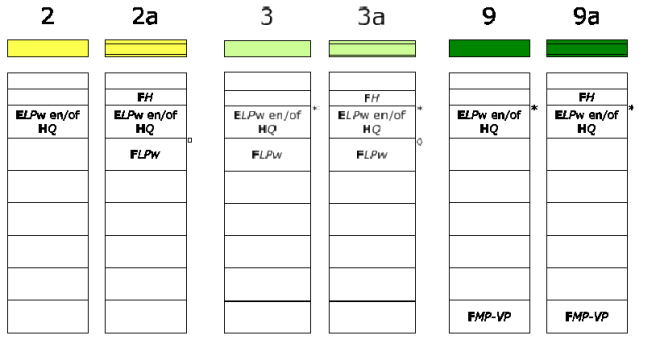 2 2a 3 3a 9 9a
FH FH FH
ELPw en/of ELPw en/of ELPw en/of * ELPw en/of * ELPw en/of * ELPw en/of *
HQ HQ HQ HQ HQ HQ
FLPw FLPw FLPw
FMP-VP FMP-VP